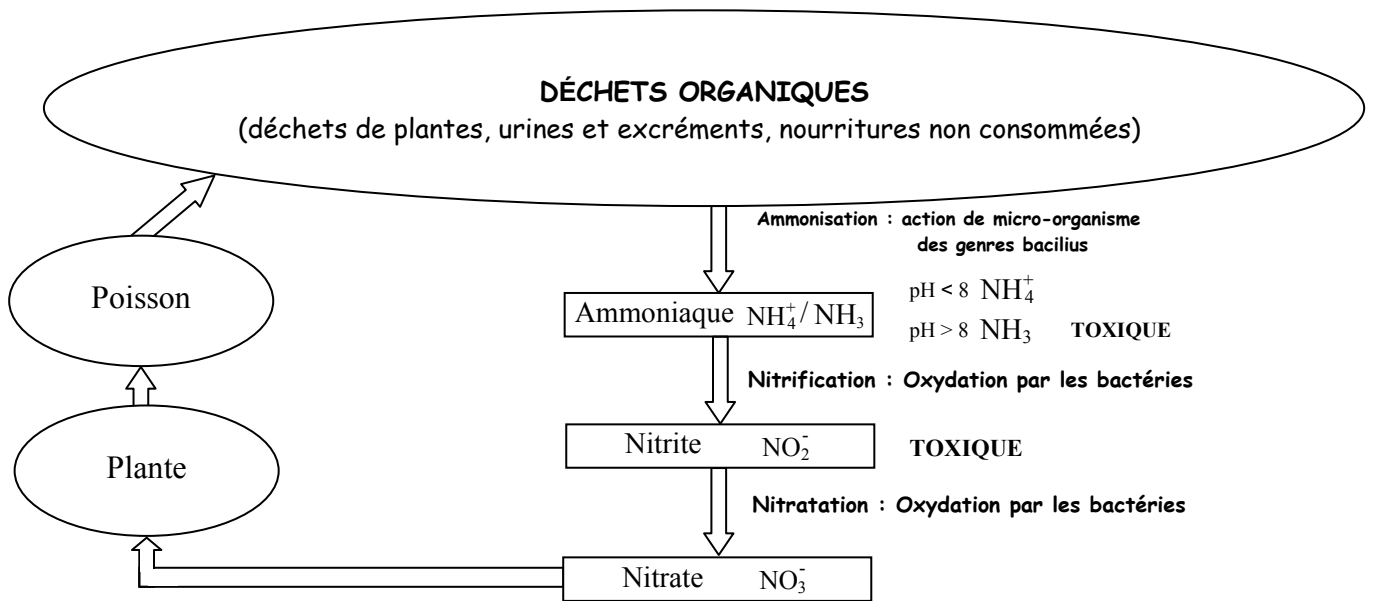 DÉCHETS ORGANIQUES
(déchets de plantes, urines et excréments, nourritures non consommées)
Ammonisation : action de micro-organisme
des genres bacilius
Poisson
Ammoniaque NH₄⁺ / NH₃
pH < 8 NH₄⁺
pH > 8 NH₃ TOXIQUE
Nitrification : Oxydation par les bactéries
Plante
Nitrite NO₂⁻ TOXIQUE
Nitratation : Oxydation par les bactéries
Nitrate NO₃⁻